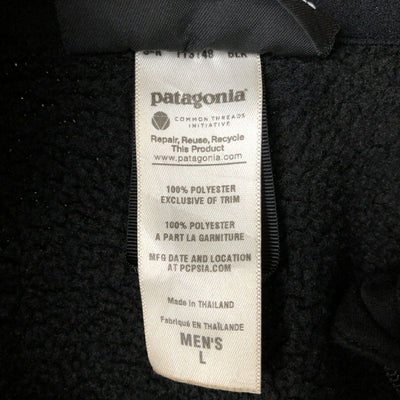 patagonia®
COMMON THREADS
INITIATIVE
Repair, Reuse, Recycle
This Product
www.patagonia.com
100% POLYESTER
EXCLUSIVE OF TRIM
100% POLYESTER
A PART LA GARNITURE
MFG DATE AND LOCATION
AT PCPSIA.COM
Made in THAILAND
Fabriqué EN THAÏLANDE
MEN'S
L